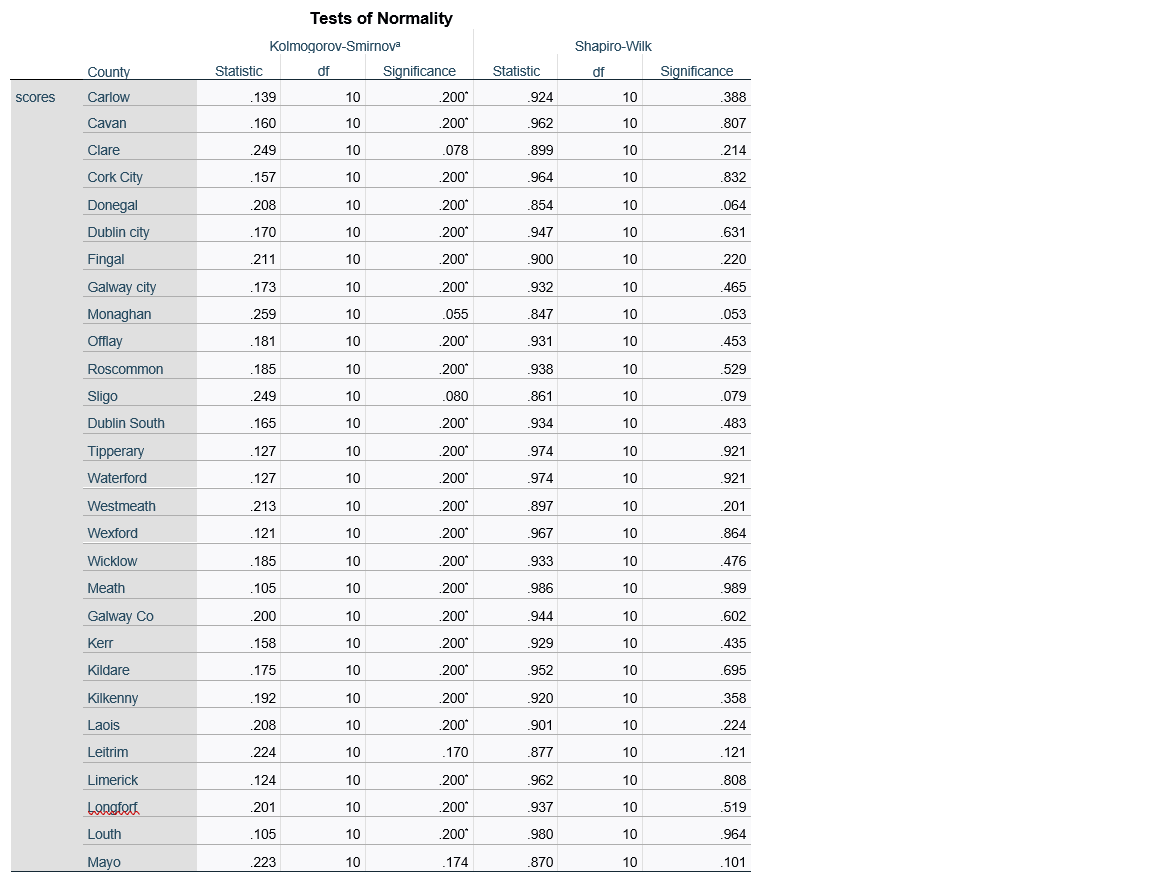 Tests of Normality
Kolmogorov-Smirnovª Shapiro-Wilk
County Statistic df Significance Statistic df Significance
scores Carlow .139 10 .200* .924 10 .388
Cavan .160 10 .200* .962 10 .807
Clare .249 10 .078 .899 10 .214
Cork City .157 10 .200* .964 10 .832
Donegal .208 10 .200* .854 10 .064
Dublin city .170 10 .200* .947 10 .631
Fingal .211 10 .200* .900 10 .220
Galway city .173 10 .200* .932 10 .465
Monaghan .259 10 .055 .847 10 .053
Offlay .181 10 .200* .931 10 .453
Roscommon .185 10 .200* .938 10 .529
Sligo .249 10 .080 .861 10 .079
Dublin South .165 10 .200* .934 10 .483
Tipperary .127 10 .200* .974 10 .921
Waterford .127 10 .200* .974 10 .921
Westmeath .213 10 .200* .897 10 .201
Wexford .121 10 .200* .967 10 .864
Wicklow .185 10 .200* .933 10 .476
Meath .105 10 .200* .986 10 .989
Galway Co .200 10 .200* .944 10 .602
Kerr .158 10 .200* .929 10 .435
Kildare .175 10 .200* .952 10 .695
Kilkenny .192 10 .200* .920 10 .358
Laois .208 10 .200* .901 10 .224
Leitrim .224 10 .170 .877 10 .121
Limerick .124 10 .200* .962 10 .808
Longforf .201 10 .200* .937 10 .519
Louth .105 10 .200* .980 10 .964
Mayo .223 10 .174 .870 10 .101